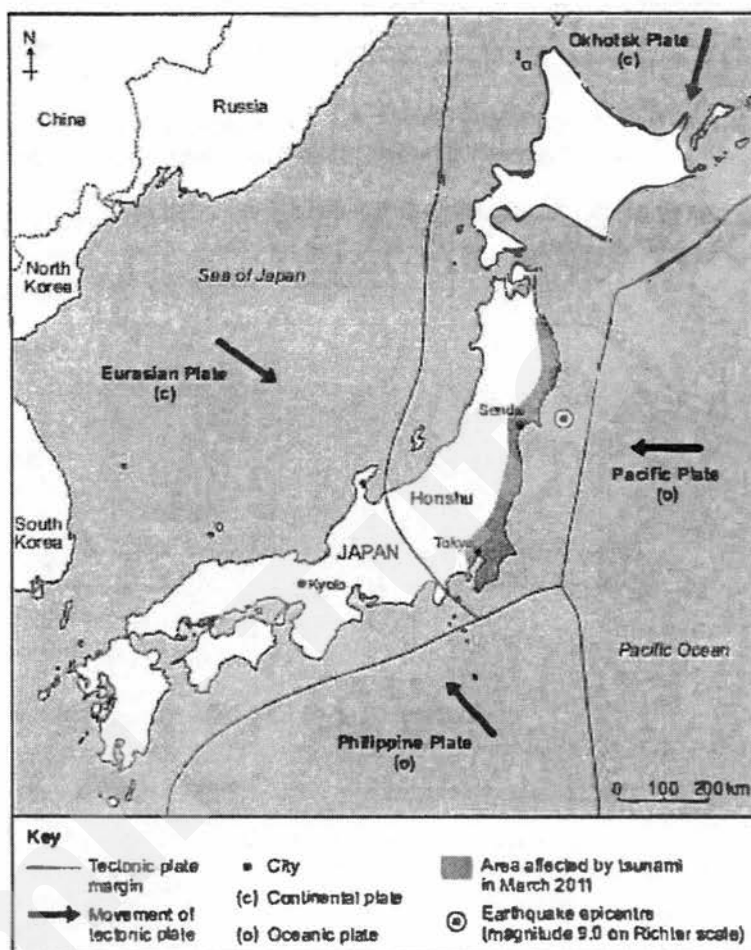 N
Okhotsk Plate
(c)
China
Russia
North
Korea
Sea of Japan
Eurasian Plate
(c)
Sendai
Pacific Plate
(o)
Honshu
South
Korea
JAPAN
Tokyo
Kyoto
Pacific Ocean
Philippine Plate
(o)
0 100 200 km
Key
Tectonic plate
margin
Movement of
tectonic plate
City
(c) Continental plate
(o) Oceanic plate
Area affected by tsunami
in March 2011
Earthquake epicentre
(magnitude 9.0 on Richter scale)